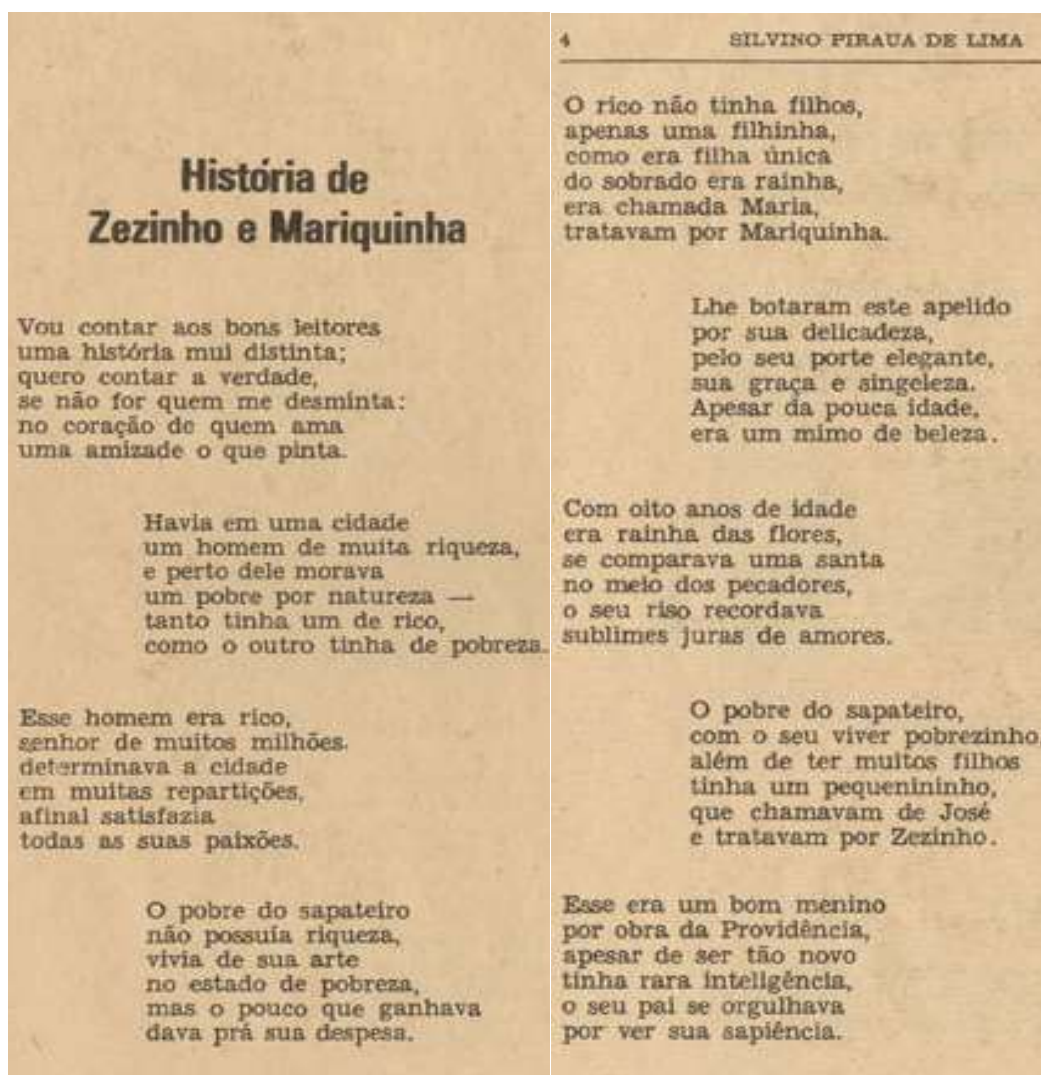 História de
Zezinho e Mariquinha
Vou contar aos bons leitores
uma história mui distinta;
quero contar a verdade,
se não for quem me desminta:
no coração de quem ama
uma amizade o que pinta.
Havia em uma cidade
um homem de muita riqueza,
e perto dele morava
um pobre por natureza —
tanto tinha um de rico,
como o outro tinha de pobreza.
Esse homem era rico,
senhor de muitos milhões.
determinava a cidade
em muitas repartições,
afinal satisfazia
todas as suas paixões.
O pobre do sapateiro
não possuía riqueza,
vivia de sua arte
no estado de pobreza,
mas o pouco que ganhava
dava prá sua despesa.
4 SILVINO PIRAUA DE LIMA
O rico não tinha filhos,
apenas uma filhinha,
como era filha única
do sobrado era rainha,
era chamada Maria,
tratavam por Mariquinha.
Lhe botaram este apelido
por sua delicadeza,
pelo seu porte elegante,
sua graça e singeleza.
Apesar da pouca idade,
era um mimo de beleza.
Com oito anos de idade
era rainha das flores,
se comparava uma santa
no meio dos pecadores,
o seu riso recordava
sublimes juras de amores.
O pobre do sapateiro,
com o seu viver pobrezinho,
além de ter muitos filhos
tinha um pequenininho,
que chamavam de José
e tratavam por Zezinho.
Esse era um bom menino
por obra da Providência,
apesar de ser tão novo
tinha rara inteligência,
o seu pai se orgulhava
por ver sua sapiência.